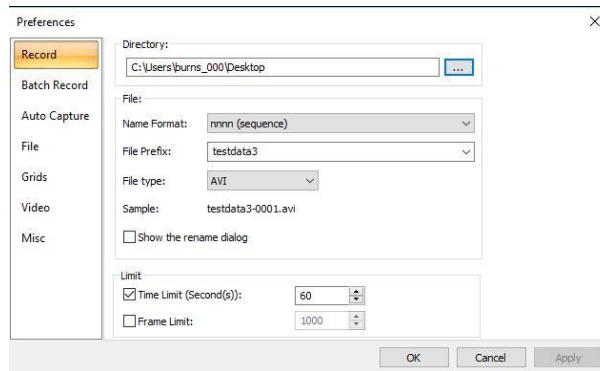 Preferences
Record
Batch Record
Auto Capture
File
Grids
Video
Misc
Directory:
C:\Users\burns_000\Desktop
...
File:
Name Format: nnnn (sequence)
File Prefix: testdata3
File type: AVI
Sample: testdata3-0001.avi
Show the rename dialog
Limit
Time Limit (Second(s)): 60
Frame Limit: 1000
OK Cancel Apply